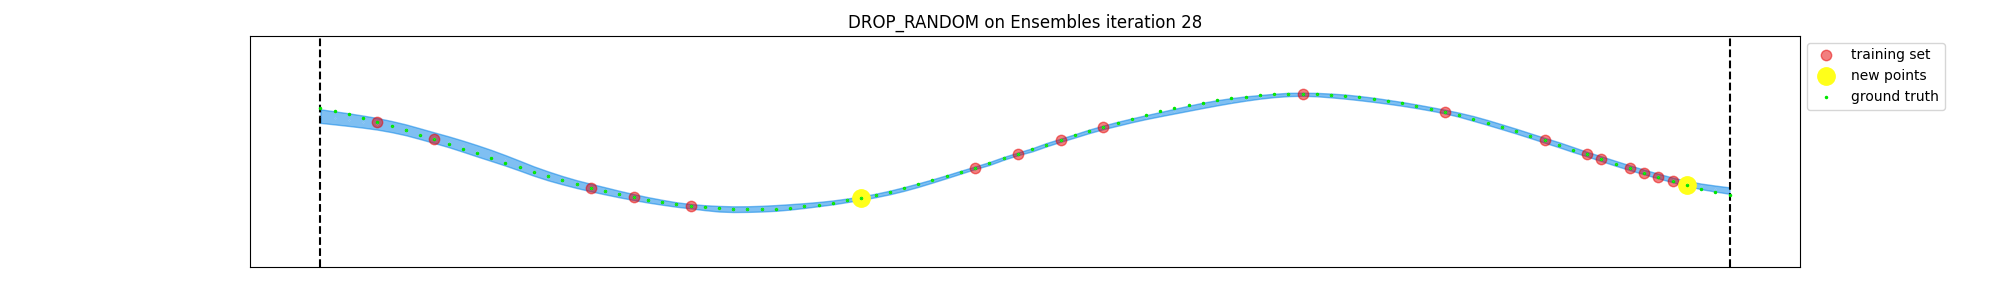 DROP_RANDOM on Ensembles iteration 28
training set
new points
ground truth